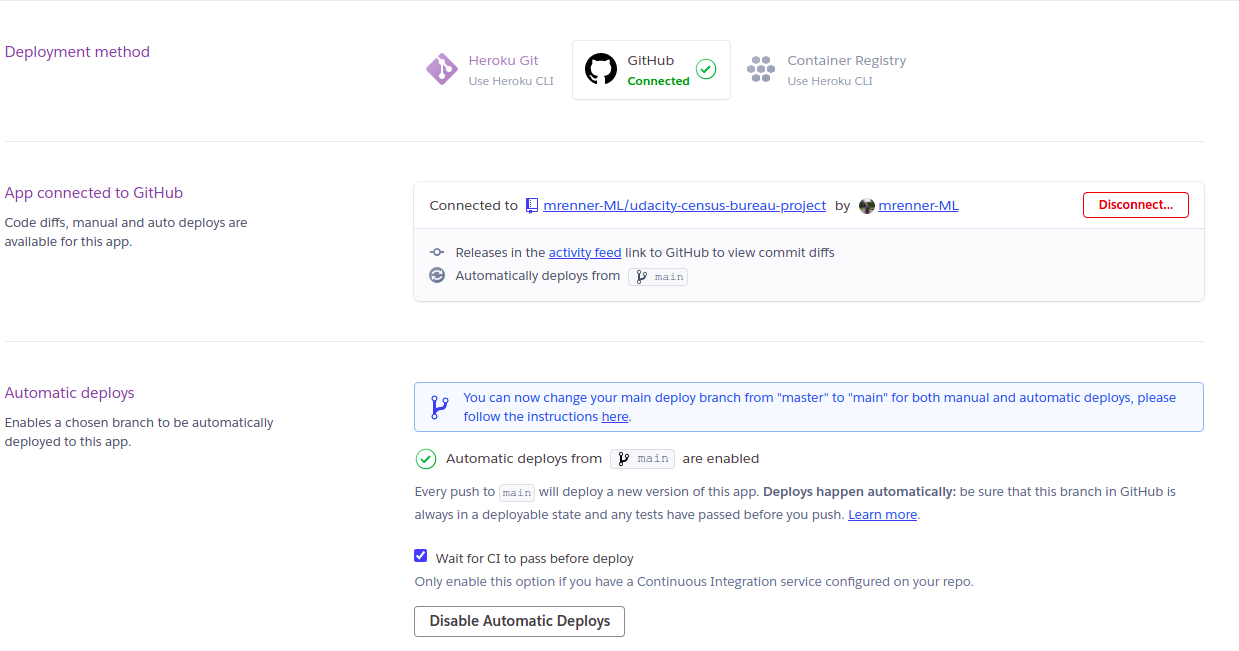 Deployment method
Heroku Git
Use Heroku CLI
GitHub
Connected
Container Registry
Use Heroku CLI
App connected to GitHub
Code diffs, manual and auto deploys are
available for this app.
Connected to mrenner-ML/udacity-census-bureau-project by mrenner-ML
Disconnect...
Releases in the activity feed link to GitHub to view commit diffs
Automatically deploys from main
Automatic deploys
Enables a chosen branch to be automatically
deployed to this app.
You can now change your main deploy branch from "master" to "main" for both manual and automatic deploys, please
follow the instructions here.
Automatic deploys from main are enabled
Every push to main will deploy a new version of this app. Deploys happen automatically: be sure that this branch in GitHub is
always in a deployable state and any tests have passed before you push. Learn more.
Wait for CI to pass before deploy
Only enable this option if you have a Continuous Integration service configured on your repo.
Disable Automatic Deploys